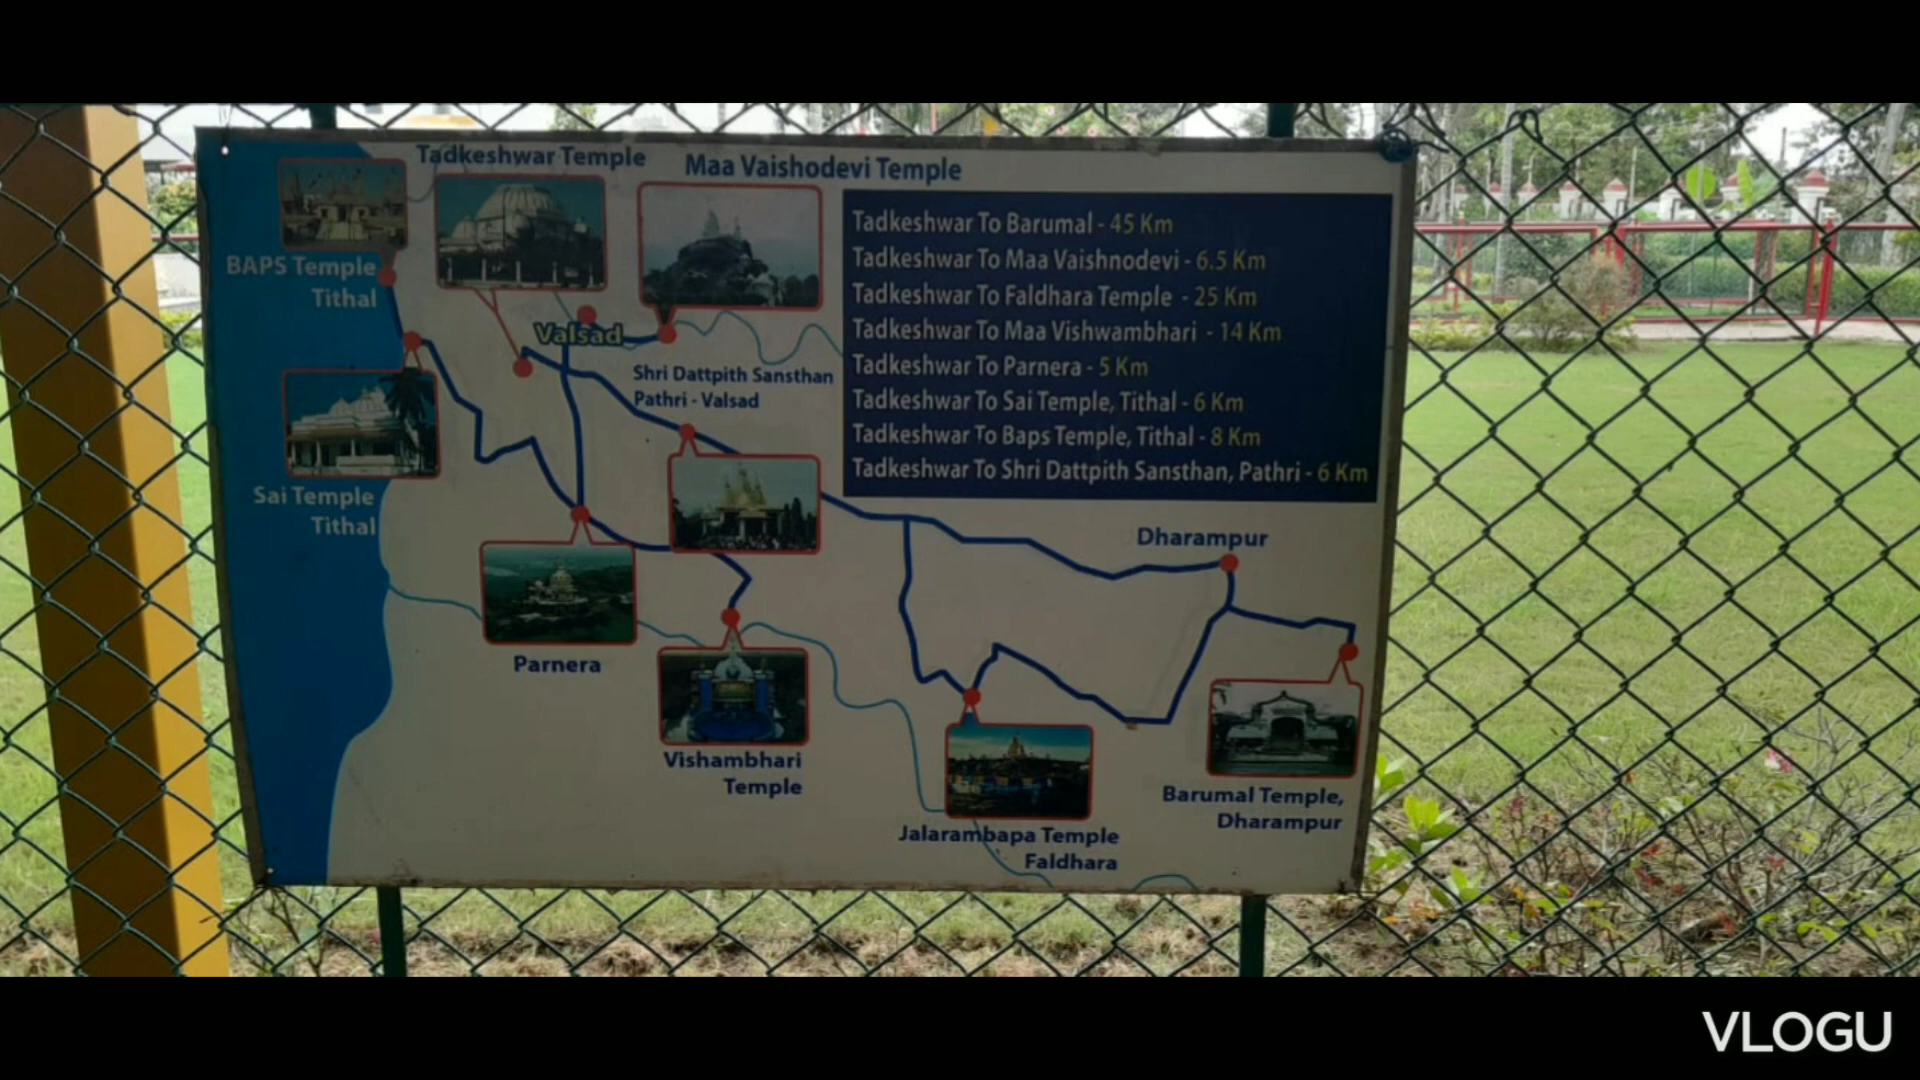 Tadkeshwar Temple
Maa Vaishodevi Temple
BAPS Temple
Tithal
Valsad
Shri Dattpith Sansthan
Pathri - Valsad
Sai Temple
Tithal
Tadkeshwar To Barumal - 45 Km
Tadkeshwar To Maa Vaishnodevi - 6.5 Km
Tadkeshwar To Faldhara Temple - 25 Km
Tadkeshwar To Maa Vishwambhari - 14 Km
Tadkeshwar To Parnera - 5 Km
Tadkeshwar To Sai Temple, Tithal - 6 Km
Tadkeshwar To Baps Temple, Tithal - 8 Km
Tadkeshwar To Shri Dattpith Sansthan, Pathri - 6 Km
Dharampur
Parnera
Vishambhari
Temple
Jalarambapa Temple
Faldhara
Barumal Temple,
Dharampur
VLOGU